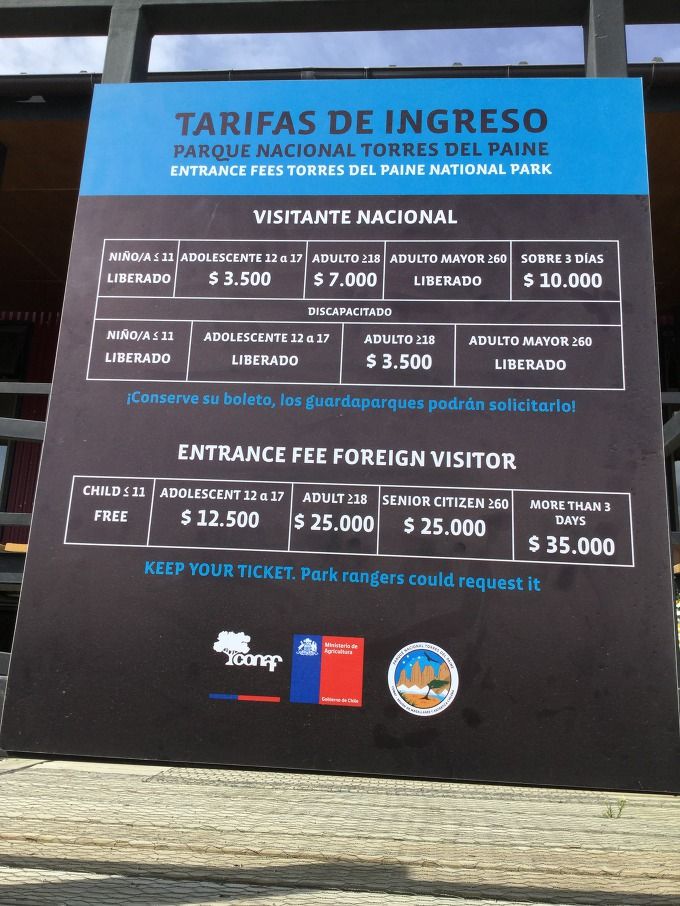 TARIFAS DE INGRESO
PARQUE NACIONAL TORRES DEL PAINE
ENTRANCE FEES TORRES DEL PAINE NATIONAL PARK
VISITANTE NACIONAL
NIÑO/A ≤ 11 ADOLESCENTE 12 a 17 ADULTO ≥18 ADULTO MAYOR ≥60 SOBRE 3 DÍAS
LIBERADO $ 3.500 $ 7.000 LIBERADO $ 10.000
DISCAPACITADO
NIÑO/A ≤ 11 ADOLESCENTE 12 a 17 ADULTO ≥18 ADULTO MAYOR ≥60
LIBERADO LIBERADO $ 3.500 LIBERADO
¡Conserve su boleto, los guardaparques podrán solicitarlo!
ENTRANCE FEE FOREIGN VISITOR
CHILD ≤ 11 ADOLESCENT 12 a 17 ADULT ≥18 SENIOR CITIZEN ≥60 MORE THAN 3
DAYS
FREE $ 12.500 $ 25.000 $ 25.000 $ 35.000
KEEP YOUR TICKET. Park rangers could request it
conaf
Ministerio de
Agricultura
Gobierno de Chile
PARQUE NACIONAL TORRES DEL PAINE